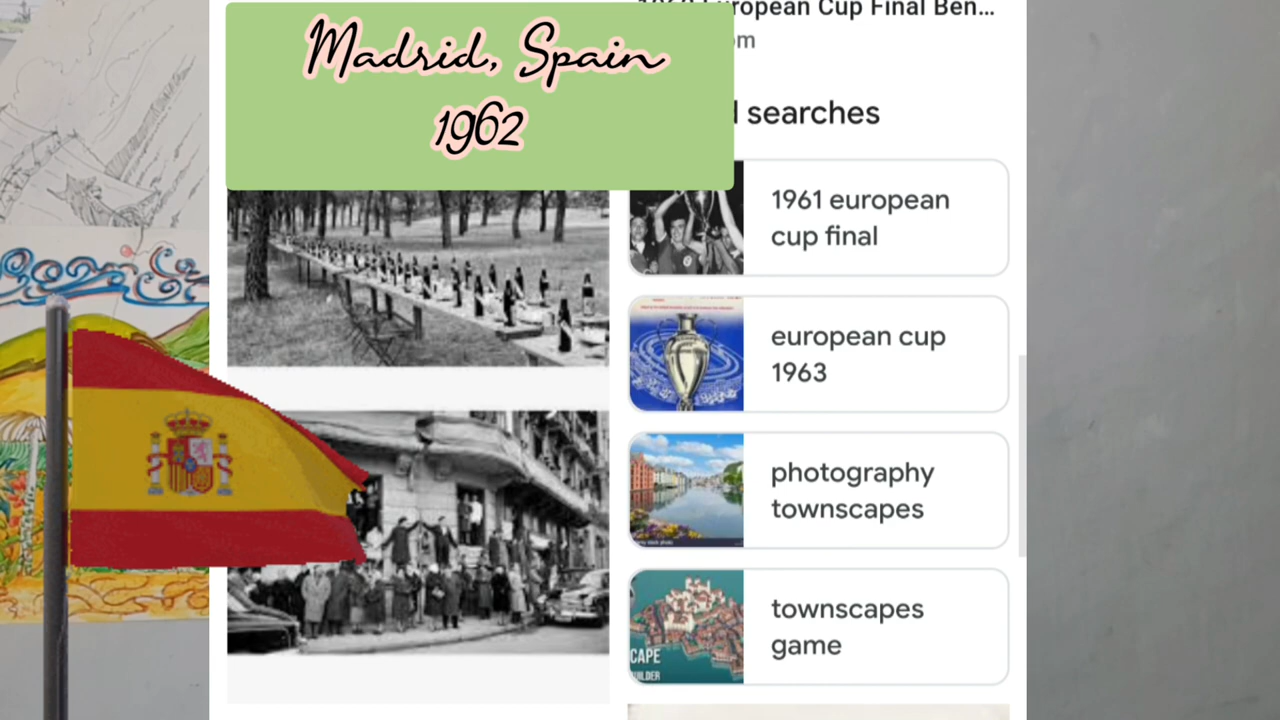 Madrid, Spain
1962
European Cup Final Ben...
searches
1961 european
cup final
european cup
1963
photography
townscapes
townscapes
game
CAPE